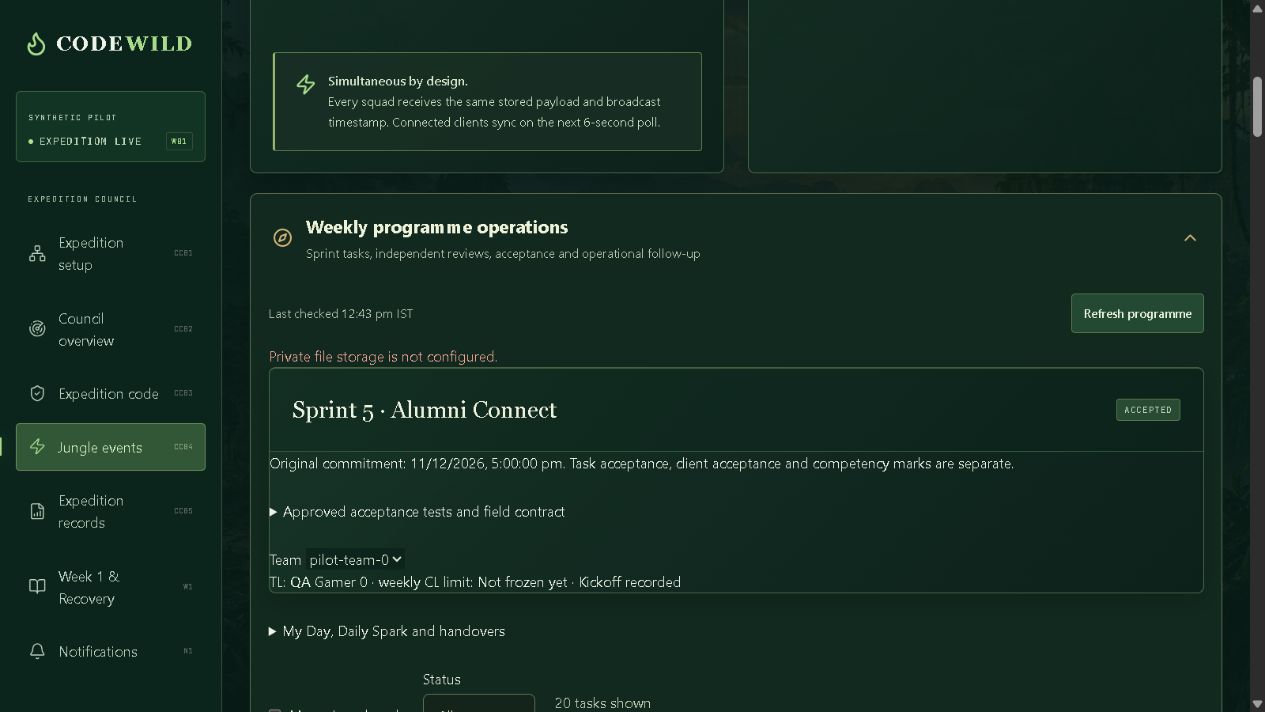 CODEWILD
SYNTHETIC PILOT
EXPEDITION LIVE W01
EXPEDITION COUNCIL
Expedition
setup
CC01
Council
overview
CC02
Expedition code CC03
Jungle events CC04
Expedition
records
CC05
Week 1 &
Recovery
W1
Notifications N1
Simultaneous by design.
Every squad receives the same stored payload and broadcast
timestamp. Connected clients sync on the next 6-second poll.
Weekly programme operations
Sprint tasks, independent reviews, acceptance and operational follow-up
Last checked 12:43 pm IST
Refresh programme
Private file storage is not configured.
Sprint 5 · Alumni Connect
ACCEPTED
Original commitment: 11/12/2026, 5:00:00 pm. Task acceptance, client acceptance and competency marks are separate.
Approved acceptance tests and field contract
Team pilot-team-0
TL: QA Gamer 0 · weekly CL limit: Not frozen yet · Kickoff recorded
My Day, Daily Spark and handovers
Status
20 tasks shown